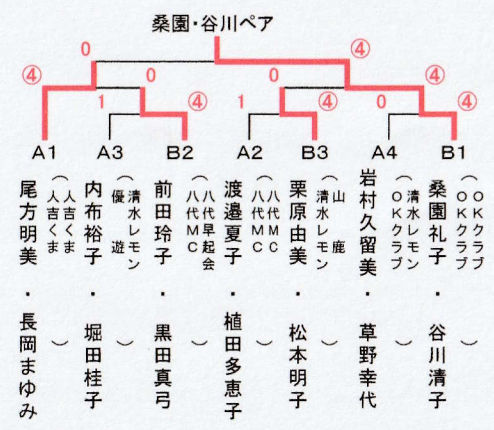 桑園・谷川ペア
0
④
④
0
0
④
1
④
1
④
0
④
A1
A3
B2
A2
B3
A4
B1
尾方明美・長岡まゆみ
（人吉くま
人吉くま）
内布裕子・堀田桂子
（清水レモン
優　遊）
前田玲子・黒田真弓
（八代早起会
八代MC）
渡邉夏子・植田多恵子
（八代MC
八代MC）
栗原由美・松本明子
（山　鹿
清水レモン）
岩村久留美・草野幸代
（清水レモン
OKクラブ）
桑園礼子・谷川清子
（OKクラブ
OKクラブ）